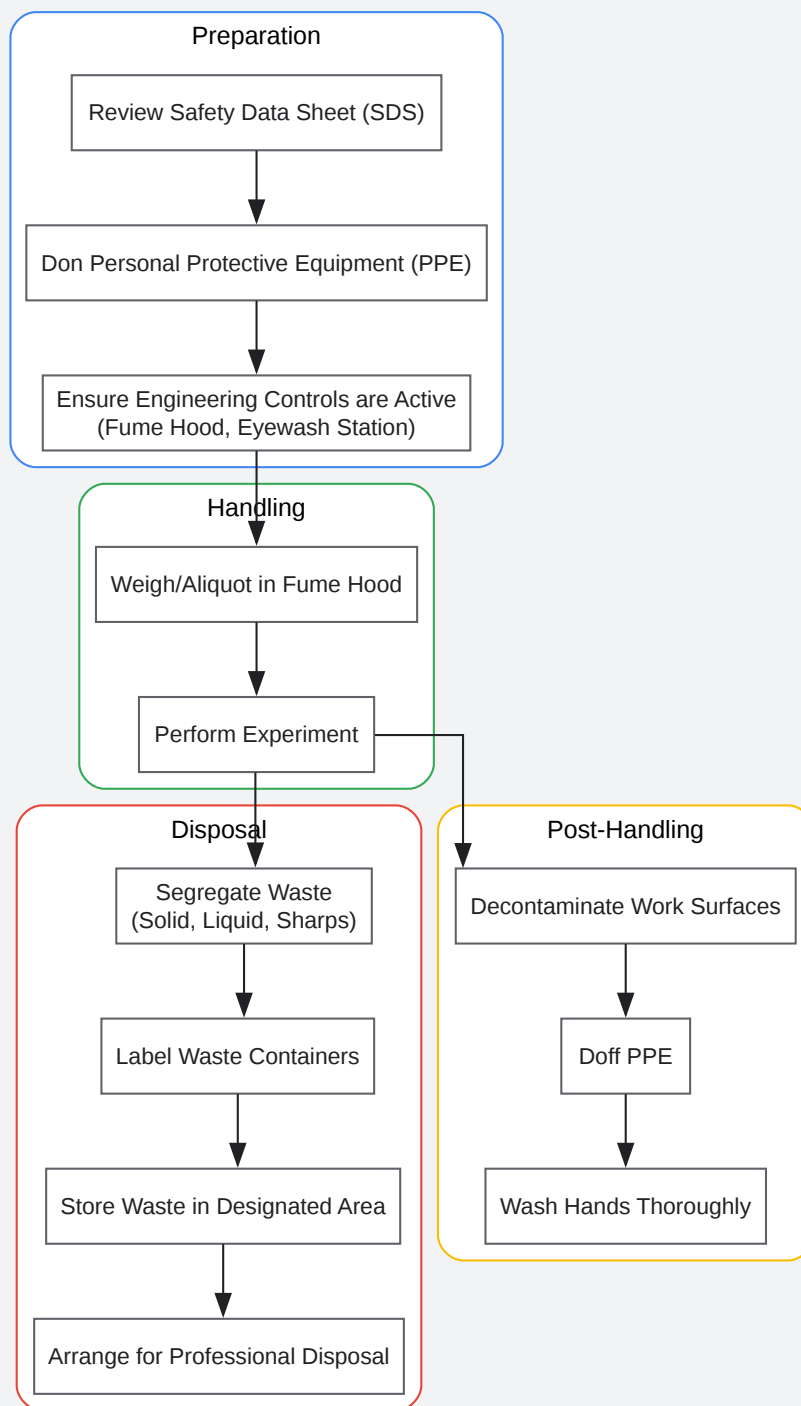 Preparation
Review Safety Data Sheet (SDS)
Don Personal Protective Equipment (PPE)
Ensure Engineering Controls are Active
(Fume Hood, Eyewash Station)
Handling
Weigh/Aliquot in Fume Hood
Perform Experiment
Disposal
Segregate Waste
(Solid, Liquid, Sharps)
Label Waste Containers
Store Waste in Designated Area
Arrange for Professional Disposal
Post-Handling
Decontaminate Work Surfaces
Doff PPE
Wash Hands Thoroughly